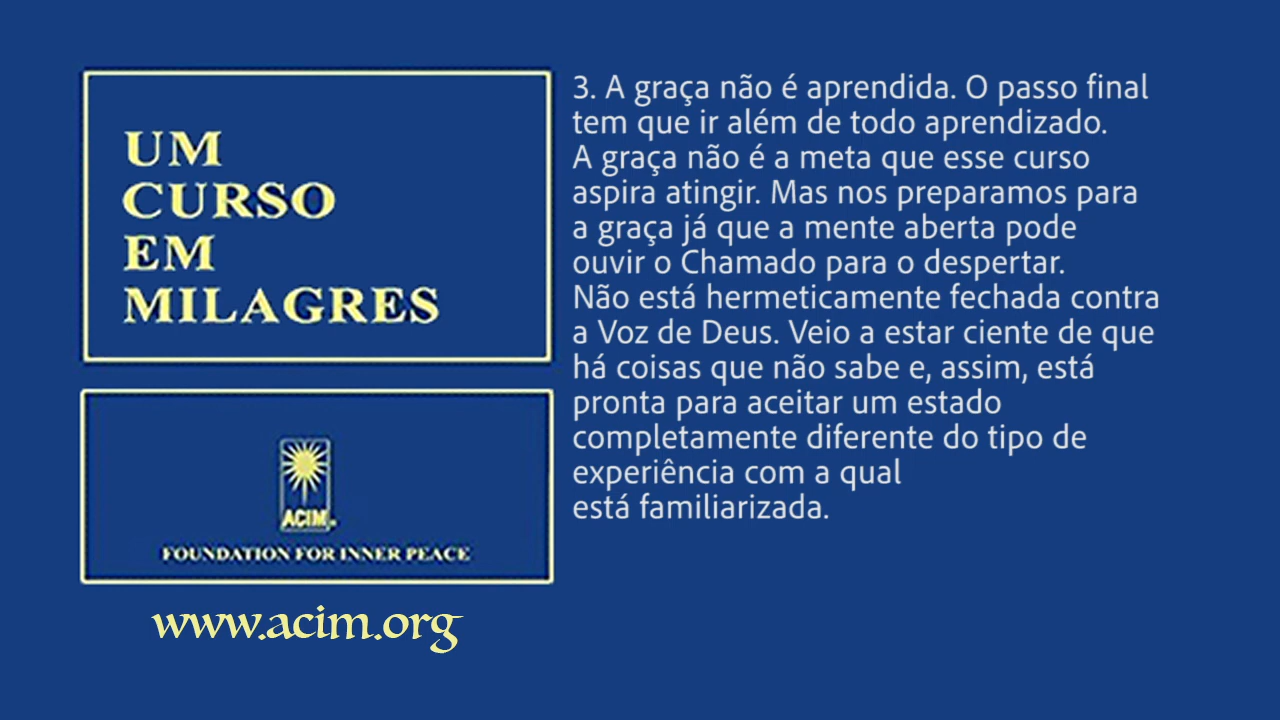 UM
CURSO
EM
MILAGRES
ACIM
FOUNDATION FOR INNER PEACE
www.acim.org
3. A graça não é aprendida. O passo final
tem que ir além de todo aprendizado.
A graça não é a meta que esse curso
aspira atingir. Mas nos preparamos para
a graça já que a mente aberta pode
ouvir o Chamado para o despertar.
Não está hermeticamente fechada contra
a Voz de Deus. Veio a estar ciente de que
há coisas que não sabe e, assim, está
pronta para aceitar um estado
completamente diferente do tipo de
experiência com a qual
está familiarizada.